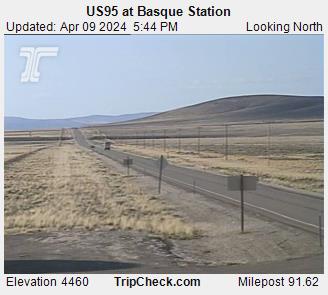 US95 at Basque Station
Updated: Apr 09 2024 5:44 PM Looking North
Elevation 4460 TripCheck.com Milepost 91.62